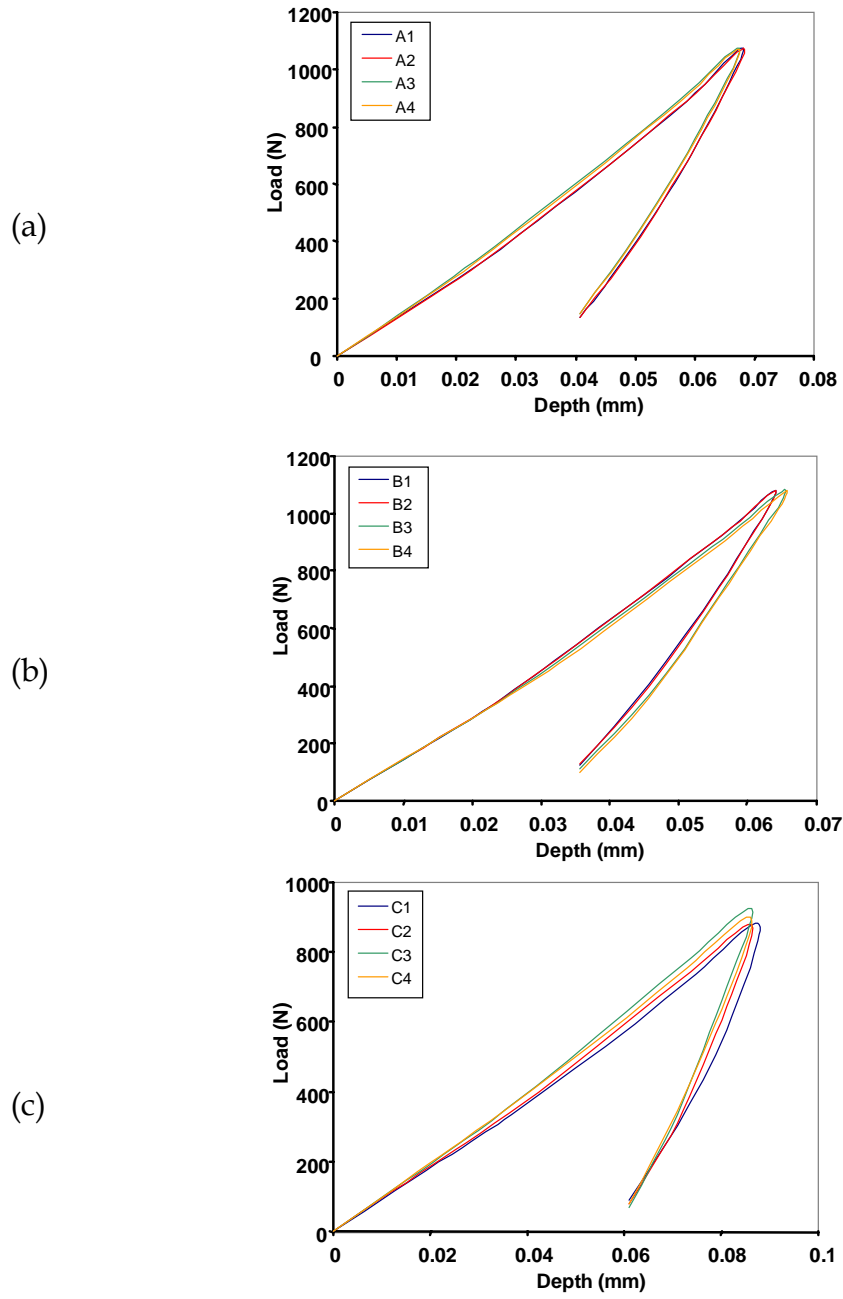 (a)
Load (N)
1200
1000
800
600
400
200
0
A1
A2
A3
A4
0 0.01 0.02 0.03 0.04 0.05 0.06 0.07 0.08
Depth (mm)
(b)
Load (N)
1200
1000
800
600
400
200
0
B1
B2
B3
B4
0 0.01 0.02 0.03 0.04 0.05 0.06 0.07
Depth (mm)
(c)
Load (N)
1000
800
600
400
200
0
C1
C2
C3
C4
0 0.02 0.04 0.06 0.08 0.1
Depth (mm)